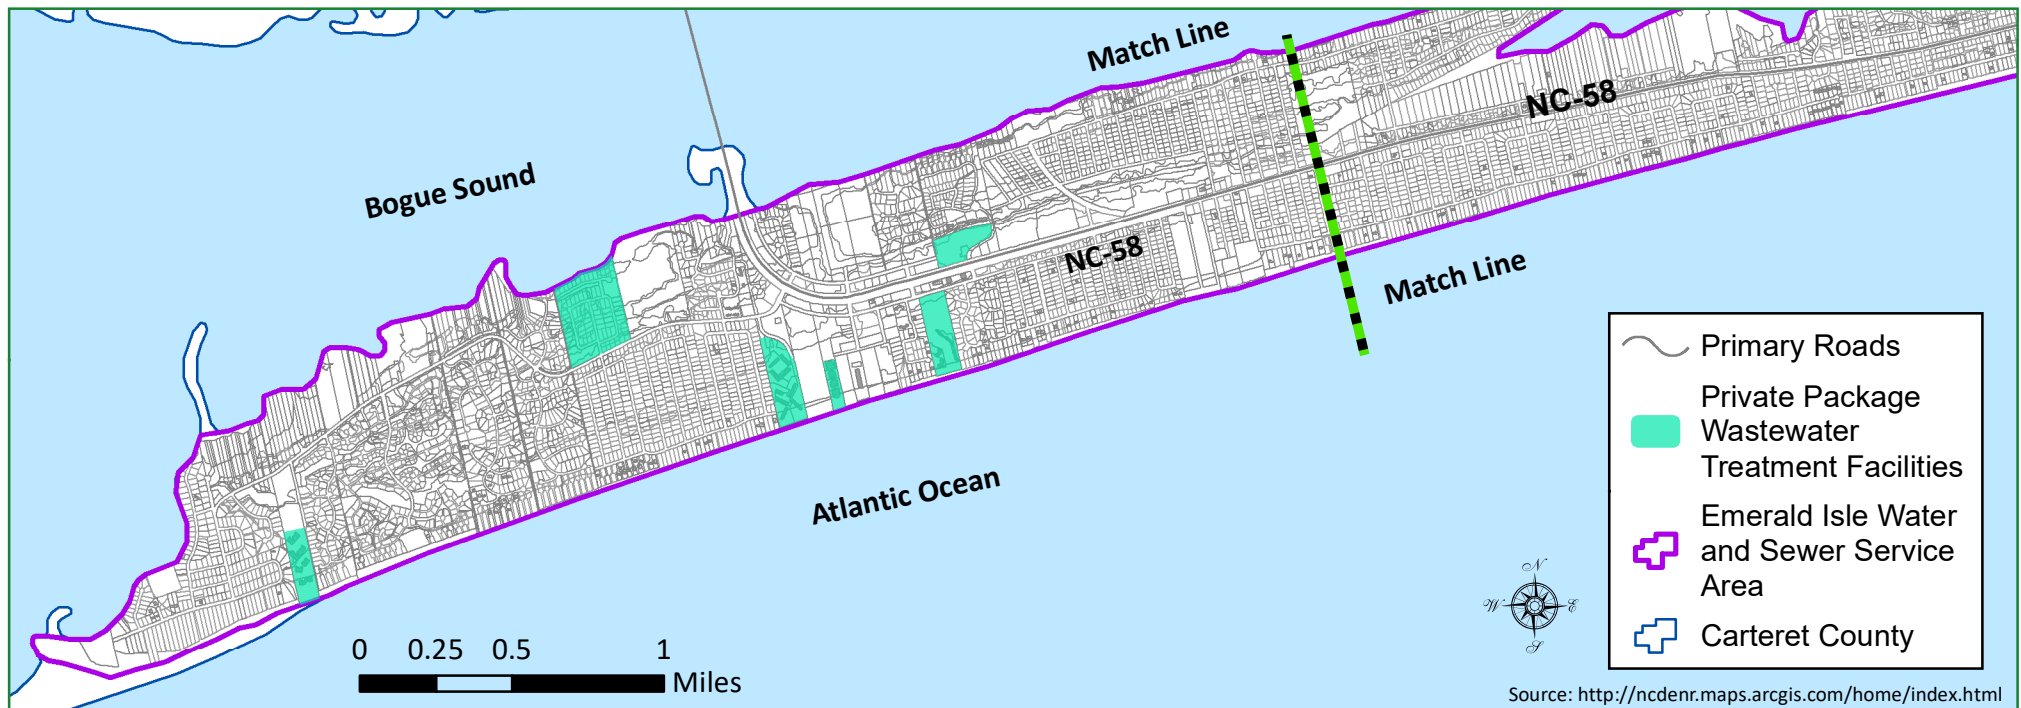 Match Line
NC-58
Bogue Sound
NC-58
Match Line
Primary Roads
Private Package
Wastewater
Treatment Facilities
Emerald Isle Water
and Sewer Service
Area
Carteret County
Atlantic Ocean
N
W E
S
0 0.25 0.5 1
Miles
Source: http://ncdenr.maps.arcgis.com/home/index.html